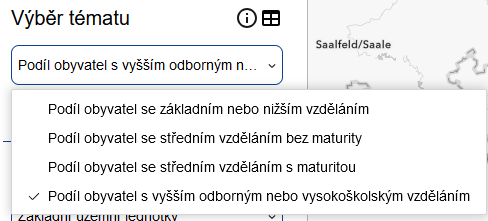 Výběr tématu
Saalfeld/Saale
Podíl obyvatel s vyšším odborným n...
Podíl obyvatel se základním nebo nižším vzděláním
Podíl obyvatel se středním vzděláním bez maturity
Podíl obyvatel se středním vzděláním s maturitou
Podíl obyvatel s vyšším odborným nebo vysokoškolským vzděláním
Základní územní jednotky